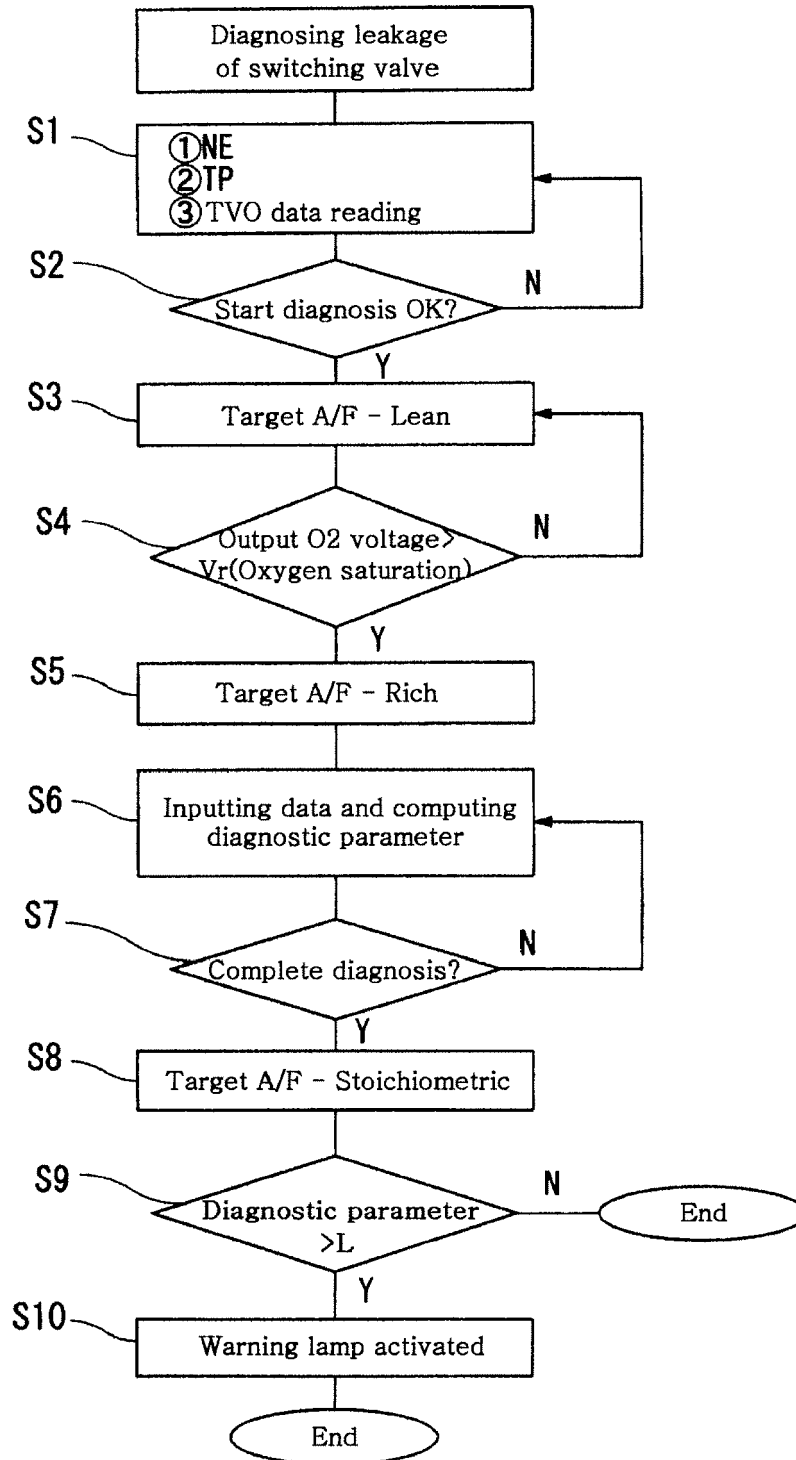 Diagnosing leakage
of switching valve
S1
①NE
②TP
③TVO data reading
S2
Start diagnosis OK?
N
Y
S3
Target A/F - Lean
S4
Output O2 voltage>
Vr(Oxygen saturation)
N
Y
S5
Target A/F - Rich
S6
Inputting data and computing
diagnostic parameter
S7
Complete diagnosis?
N
Y
S8
Target A/F - Stoichiometric
S9
Diagnostic parameter
>L
N
End
Y
S10
Warning lamp activated
End